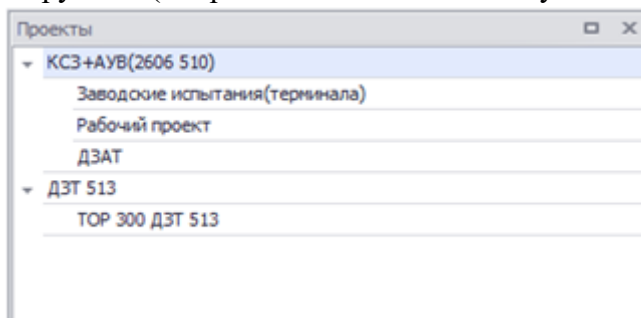 Проекты
КСЗ+АУВ(2606 510)
Заводские испытания(терминала)
Рабочий проект
ДЗАТ
ДЗТ 513
ТОР 300 ДЗТ 513